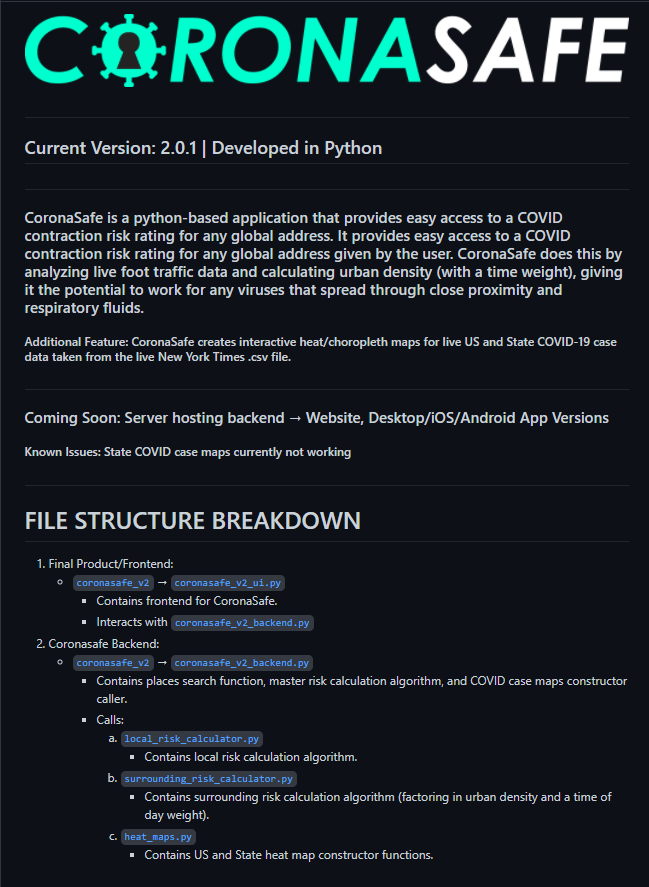 CORONASAFE
Current Version: 2.0.1 | Developed in Python
CoronaSafe is a python-based application that provides easy access to a COVID
contraction risk rating for any global address. It provides easy access to a COVID
contraction risk rating for any global address given by the user. CoronaSafe does this by
analyzing live foot traffic data and calculating urban density (with a time weight), giving
it the potential to work for any viruses that spread through close proximity and
respiratory fluids.
Additional Feature: CoronaSafe creates interactive heat/choropleth maps for live US and State COVID-19 case
data taken from the live New York Times .csv file.
Coming Soon: Server hosting backend → Website, Desktop/iOS/Android App Versions
Known Issues: State COVID case maps currently not working
FILE STRUCTURE BREAKDOWN
1. Final Product/Frontend:
coronasafe_v2 → coronasafe_v2_ui.py
Contains frontend for CoronaSafe.
Interacts with coronasafe_v2_backend.py
2. Coronasafe Backend:
coronasafe_v2 → coronasafe_v2_backend.py
Contains places search function, master risk calculation algorithm, and COVID case maps constructor
caller.
Calls:
a. local_risk_calculator.py
Contains local risk calculation algorithm.
b. surrounding_risk_calculator.py
Contains surrounding risk calculation algorithm (factoring in urban density and a time of
day weight).
c. heat_maps.py
Contains US and State heat map constructor functions.